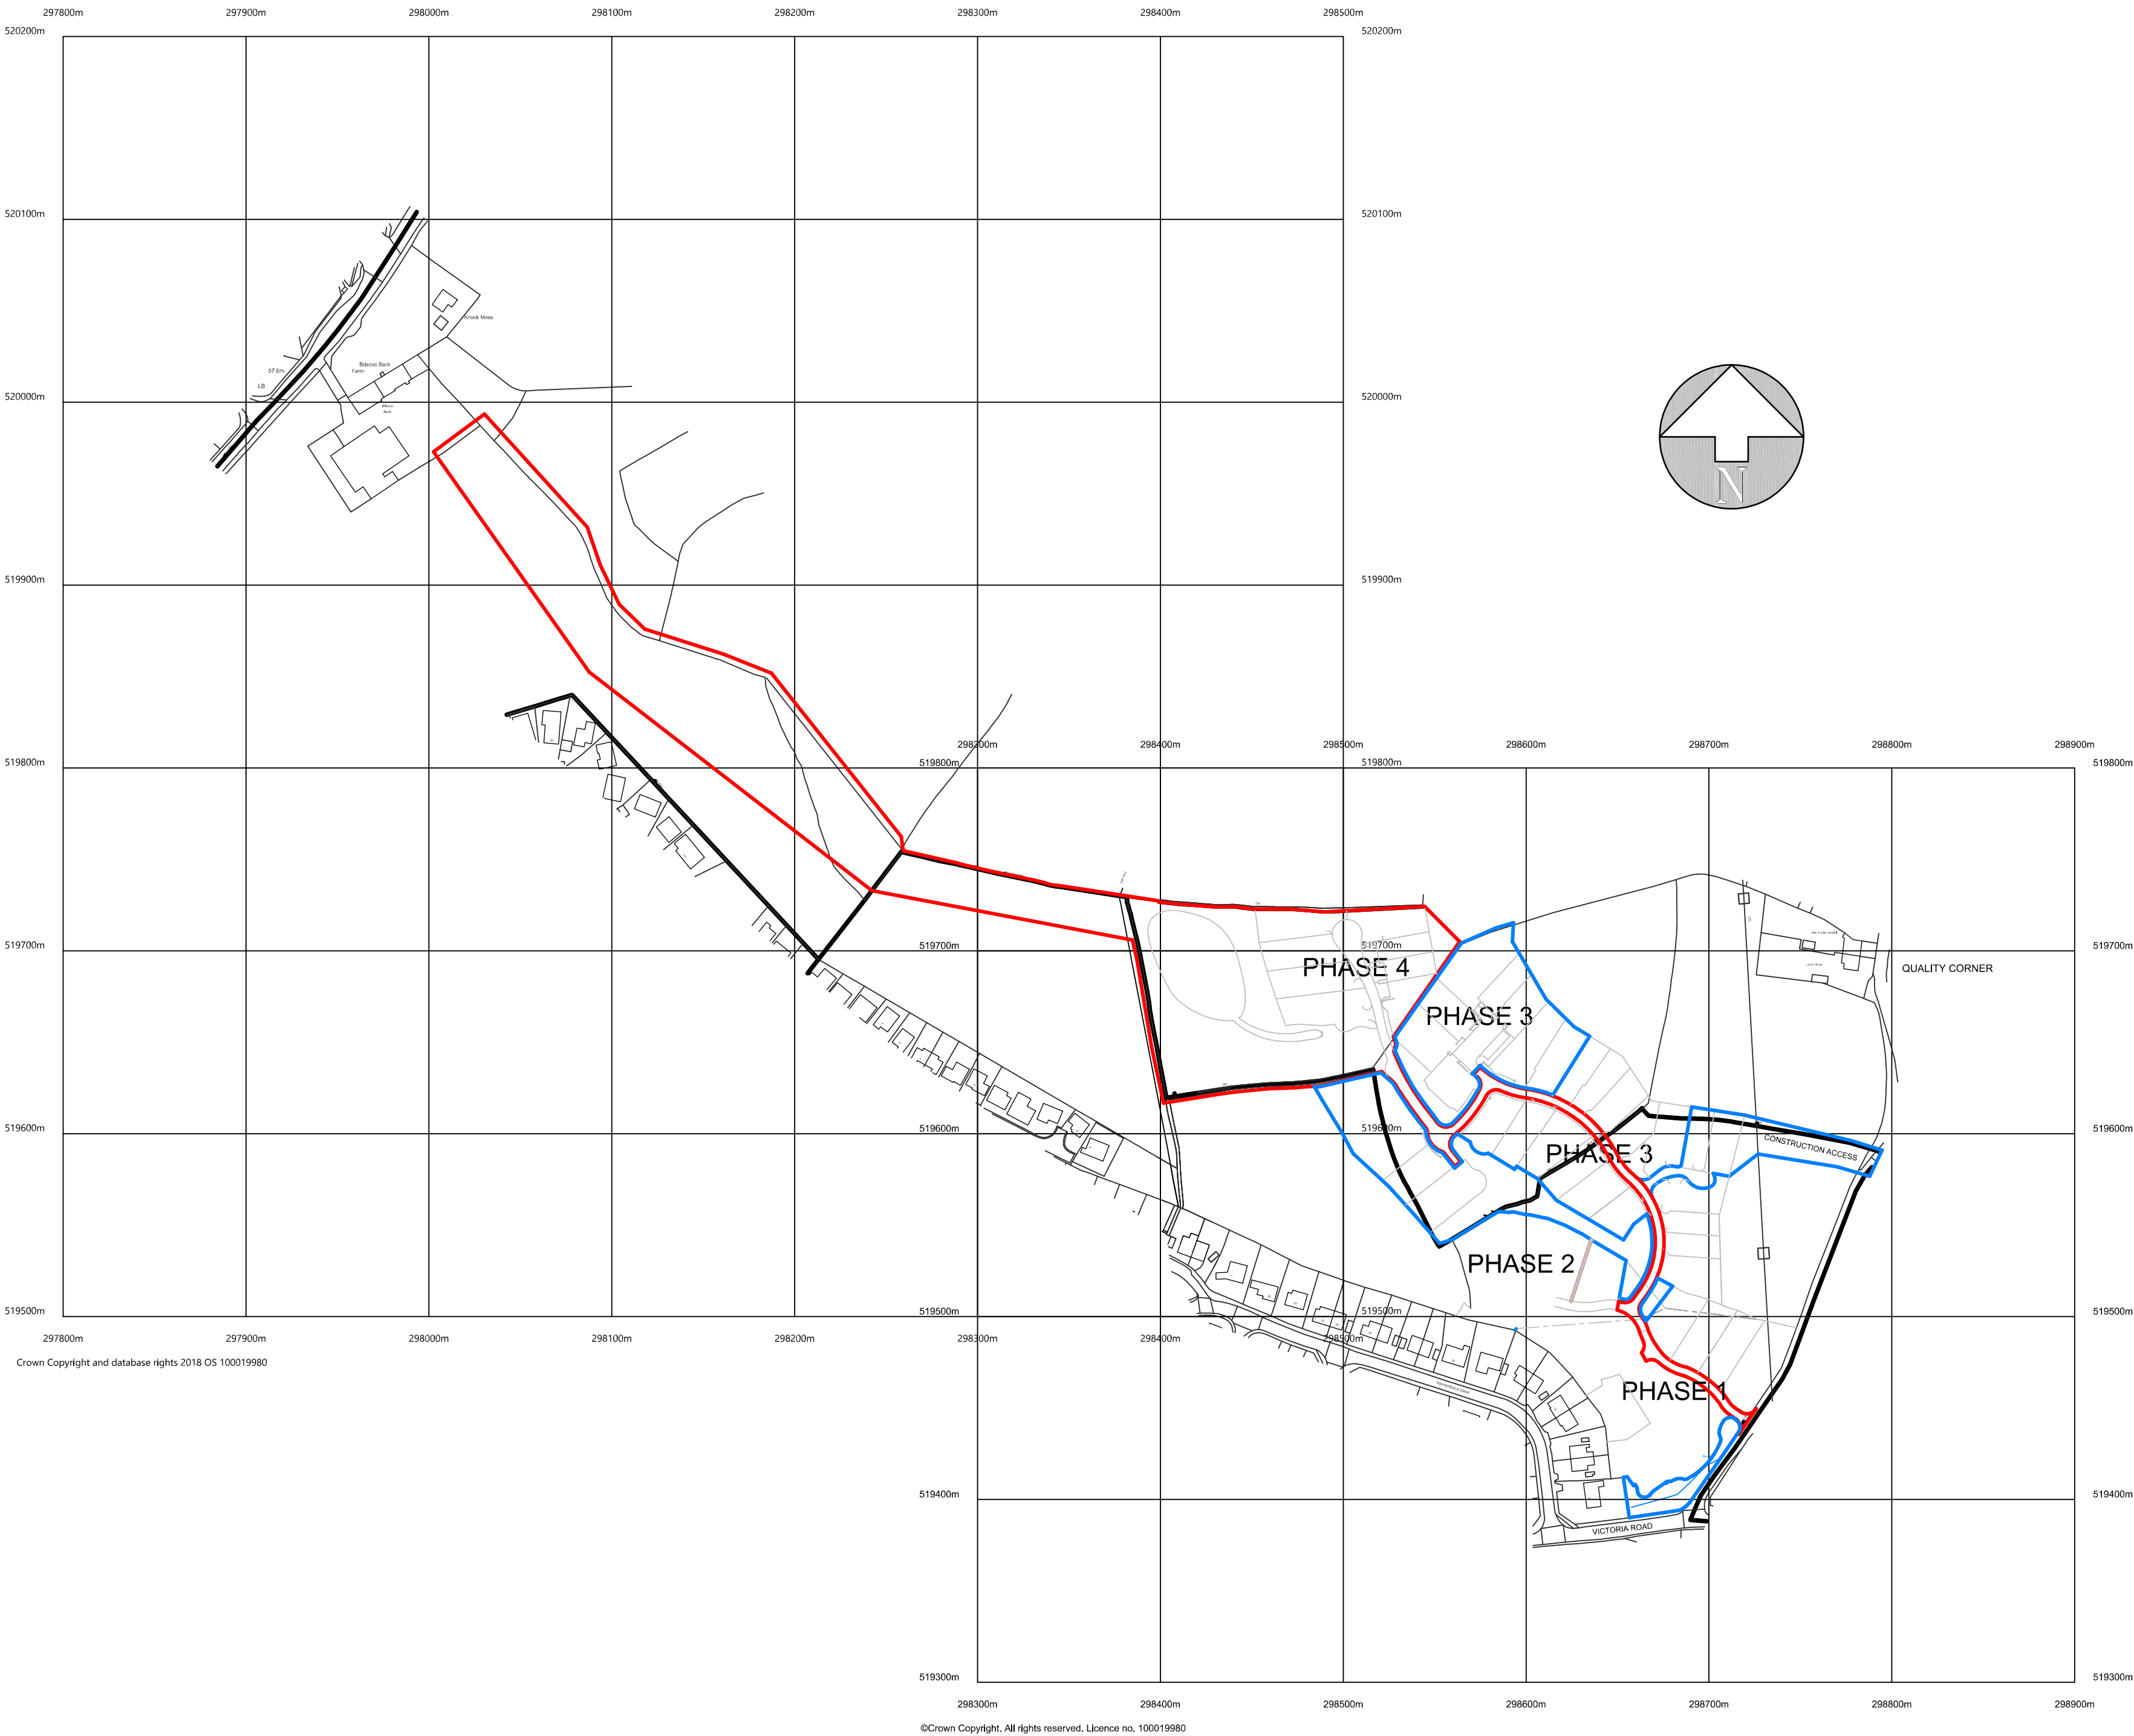 297800m 297900m 298000m 298100m 298200m 298300m 298400m 298500m
520200m 520200m
520100m 520100m
Knock Moss
Briscoe Bank
Farm
57.6m
LB
520000m 520000m
N
519900m 519900m
298300m 298400m 298500m 298600m 298700m 298800m 298900m
519800m 519800m 519800m 519800m
519700m 519700m 519700m 519700m
PHASE 4
QUALITY CORNER
PHASE 3
519600m 519600m 519600m 519600m
CONSTRUCTION ACCESS
PHASE 3
PHASE 2
519500m 519500m 519500m 519500m
297800m 297900m 298000m 298100m 298200m 298300m 298400m 298500m
Crown Copyright and database rights 2018 OS 100019980
PHASE 1
519400m 519400m
VICTORIA ROAD
519300m 519300m
298300m 298400m 298500m 298600m 298700m 298800m 298900m
©Crown Copyright. All rights reserved. Licence no. 100019980